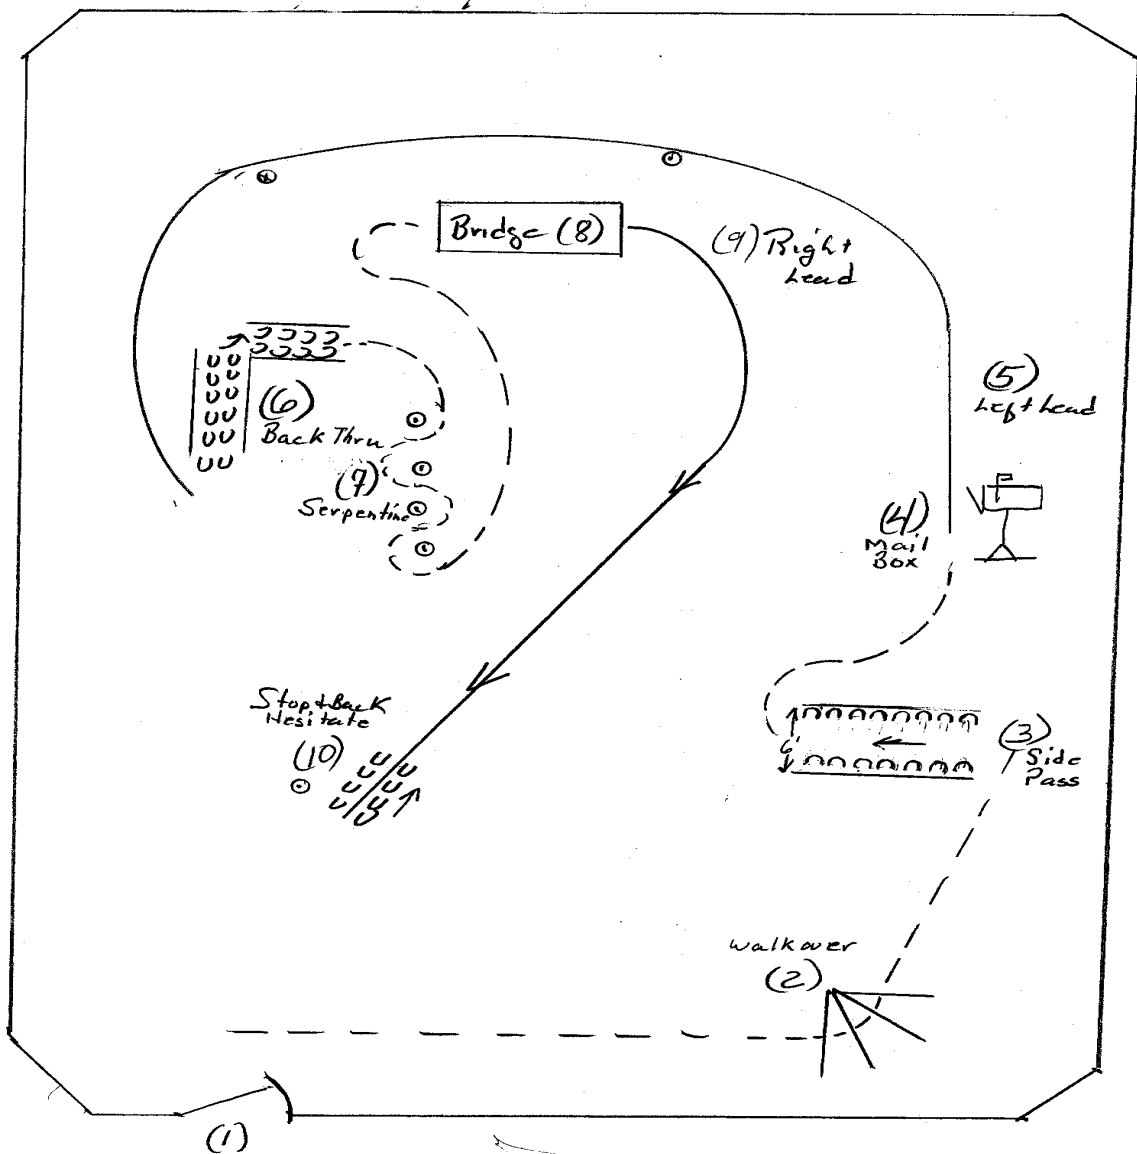 Bridge (8)
(9) Right
Lead
(5)
Left Lead
(6)
Back Thru
(7)
Serpentine
(4)
Mail
Box
Stop & Back
Hesitate
(10)
6'
(3)
Side
Pass
Walkover
(2)
(1)